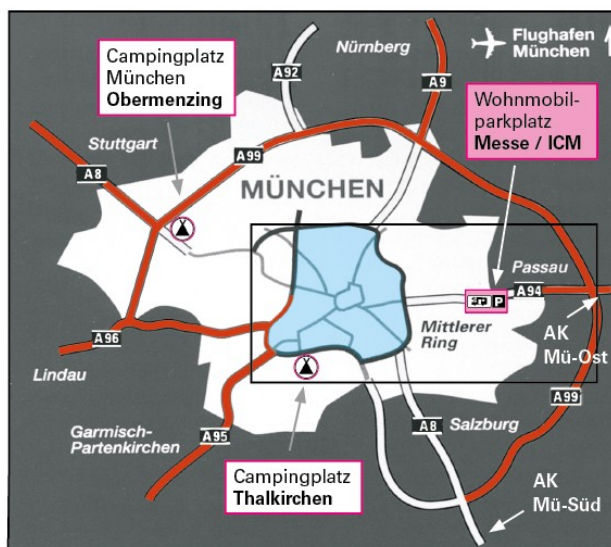 Campingplatz
München
Obermenzing
Nürnberg
Flughafen
München
A92
A9
Wohnmobil-
parkplatz
Messe / ICM
Stuttgart
A8
A99
MÜNCHEN
Passau
A94
P
Mittlerer
Ring
AK
Mü-Ost
A96
Lindau
A99
Garmisch-
Partenkirchen
A95
A8
Salzburg
Campingplatz
Thalkirchen
AK
Mü-Süd